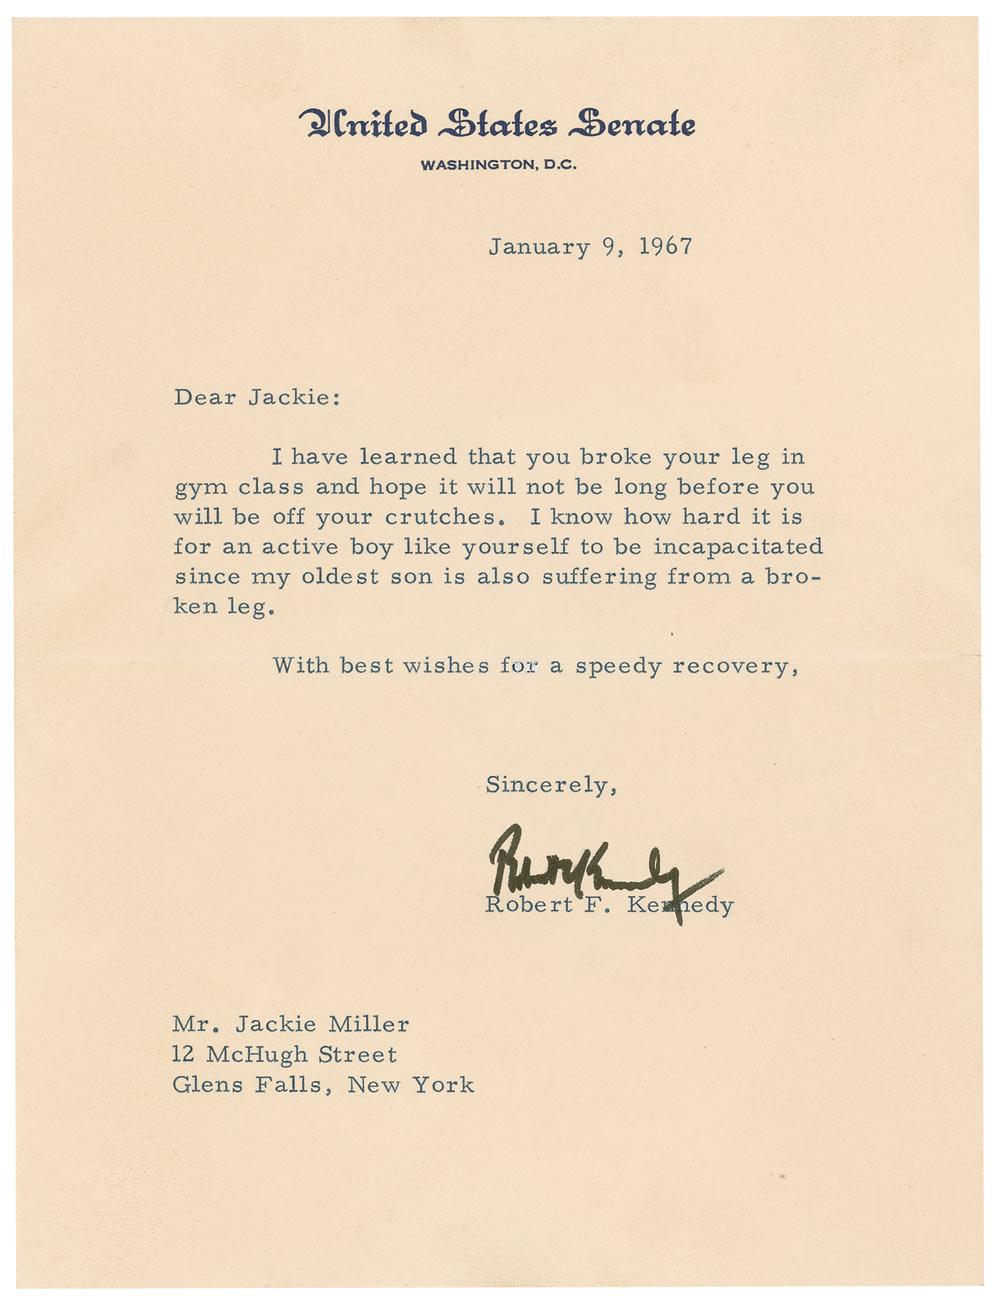 United States Senate
WASHINGTON, D.C.
January 9, 1967
Dear Jackie:
I have learned that you broke your leg in
gym class and hope it will not be long before you
will be off your crutches. I know how hard it is
for an active boy like yourself to be incapacitated
since my oldest son is also suffering from a bro-
ken leg.
With best wishes for a speedy recovery,
Sincerely,
Robert Kennedy
Robert F. Kennedy
Mr. Jackie Miller
12 McHugh Street
Glens Falls, New York